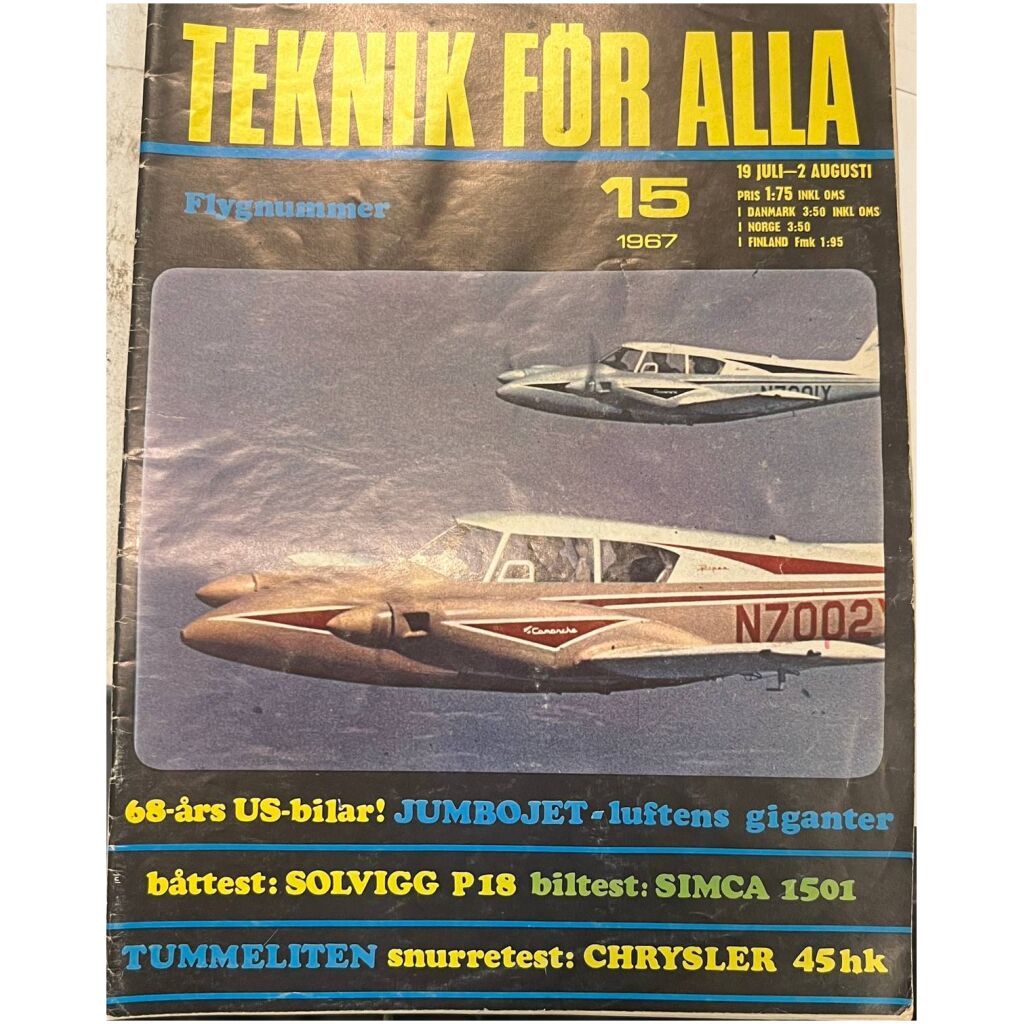 TEKNIK FÖR ALLA
Flygnummer
15
1967
19 JULI—2 AUGUSTI
PRIS 1:75 INKL OMS
I DANMARK 3:50 INKL OMS
I NORGE 3:50
I FINLAND Fmk 1:95
Comanche
N7002Y
68-års US-bilar! JUMBOJET-luftens giganter
båttest: SOLVIGG P18 biltest: SIMCA 1501
TUMMELITEN snurretest: CHRYSLER 45hk